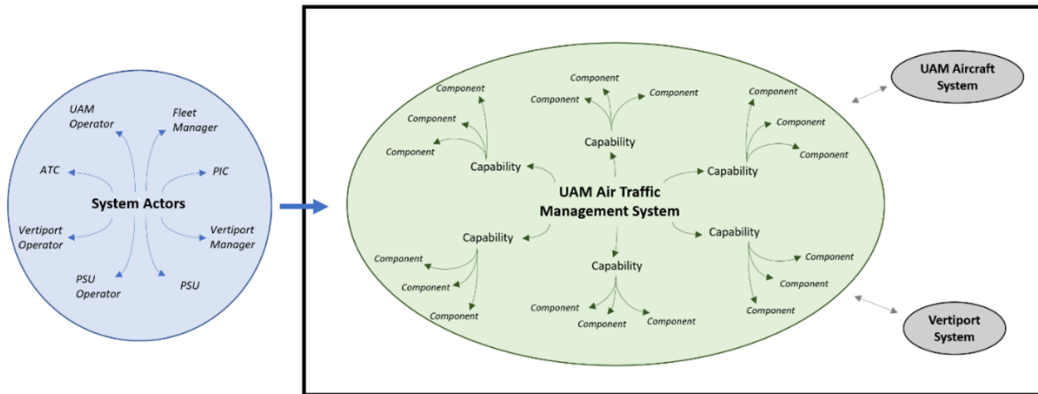 UAM
Operator
Fleet
Manager
ATC
PIC
System Actors
Vertiport
Operator
Vertiport
Manager
PSU
Operator
PSU
Component
Component
Component
Capability
Component
Component
Component
Capability
Component
Component
Component
Capability
UAM Air Traffic
Management System
Capability
Component
Component
Component
Capability
Component
Component
Component
Capability
Component
Component
Component
UAM Aircraft
System
Vertiport
System